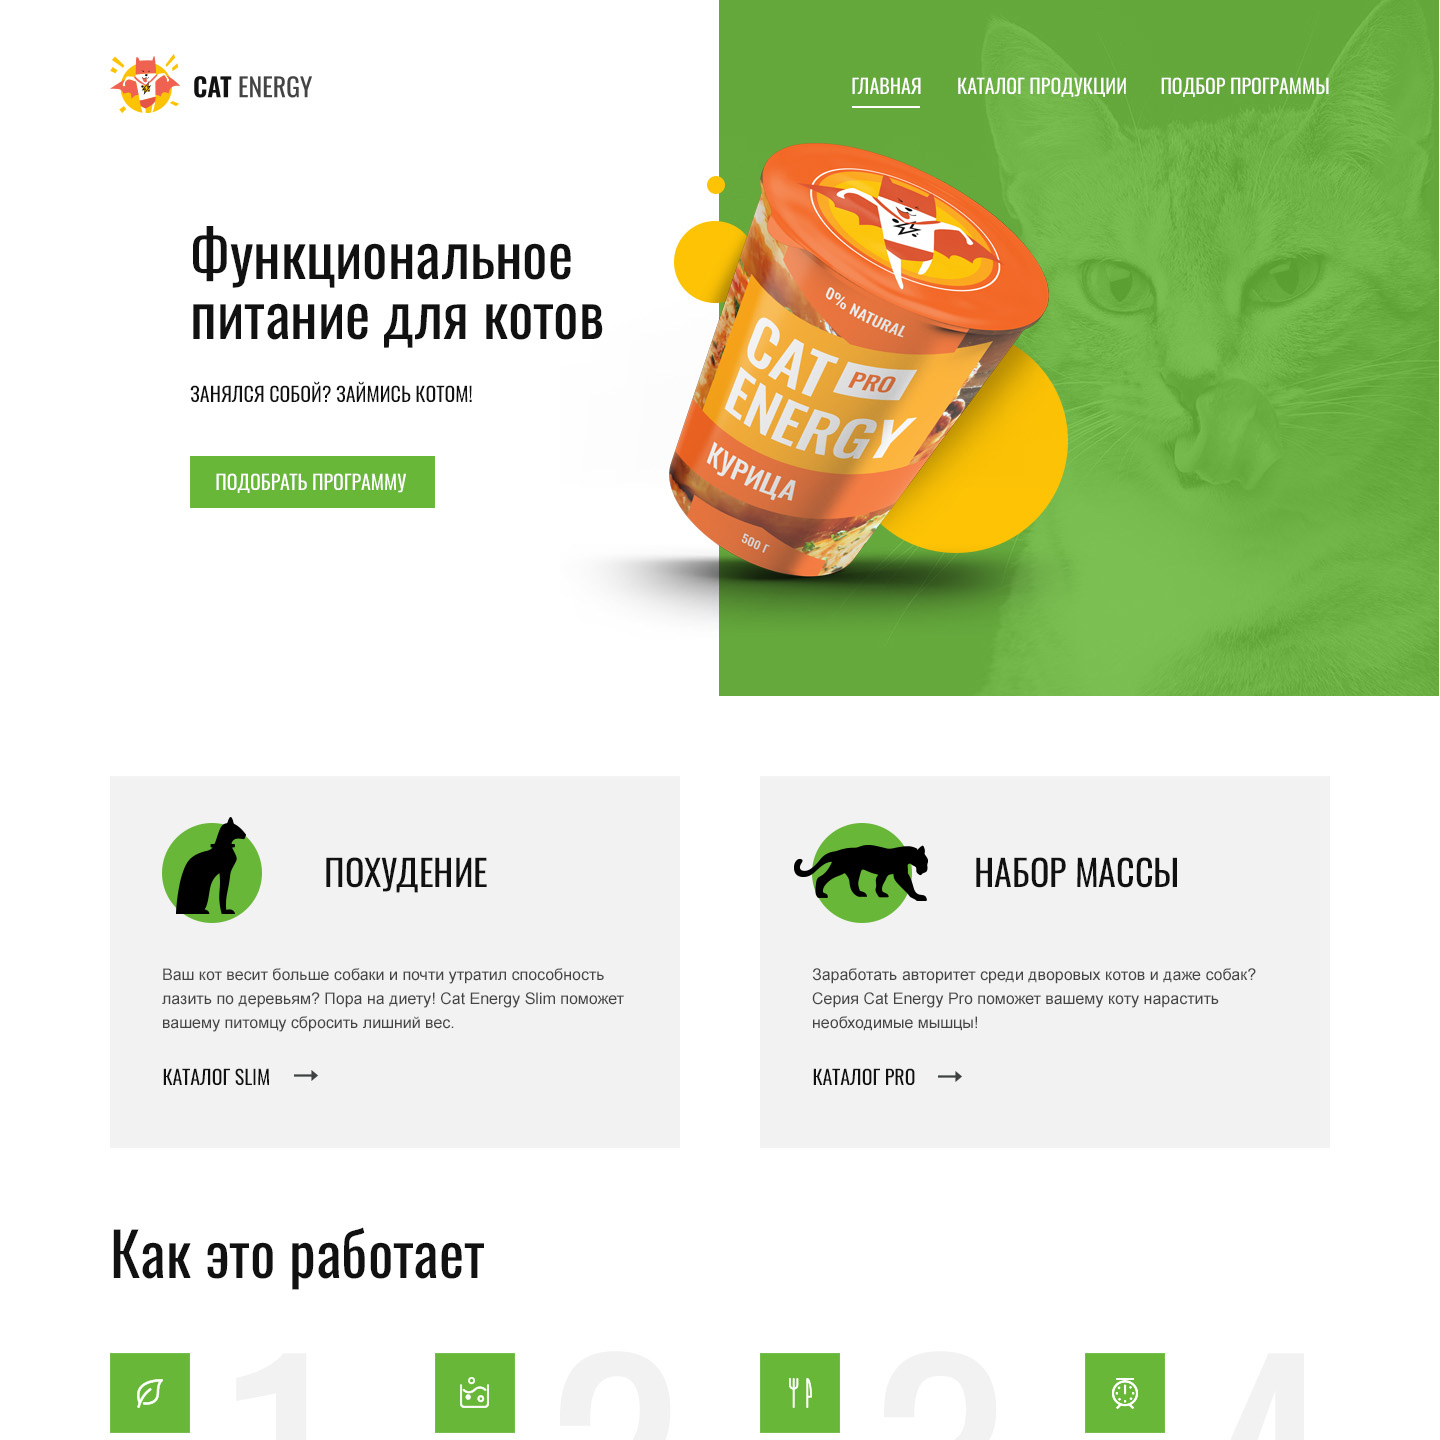 CAT ENERGY
ГЛАВНАЯ
КАТАЛОГ ПРОДУКЦИИ
ПОДБОР ПРОГРАММЫ
Функциональное
питание для котов
ЗАНЯЛСЯ СОБОЙ? ЗАЙМИСЬ КОТОМ!
ПОДОБРАТЬ ПРОГРАММУ
0% NATURAL
CAT PRO
ENERGY
КУРИЦА
500 Г
ПОХУДЕНИЕ
Ваш кот весит больше собаки и почти утратил способность
лазить по деревьям? Пора на диету! Cat Energy Slim поможет
вашему питомцу сбросить лишний вес.
КАТАЛОГ SLIM
НАБОР МАССЫ
Заработать авторитет среди дворовых котов и даже собак?
Серия Cat Energy Pro поможет вашему коту нарастить
необходимые мышцы!
КАТАЛОГ PRO
Как это работает
1
2
3
4